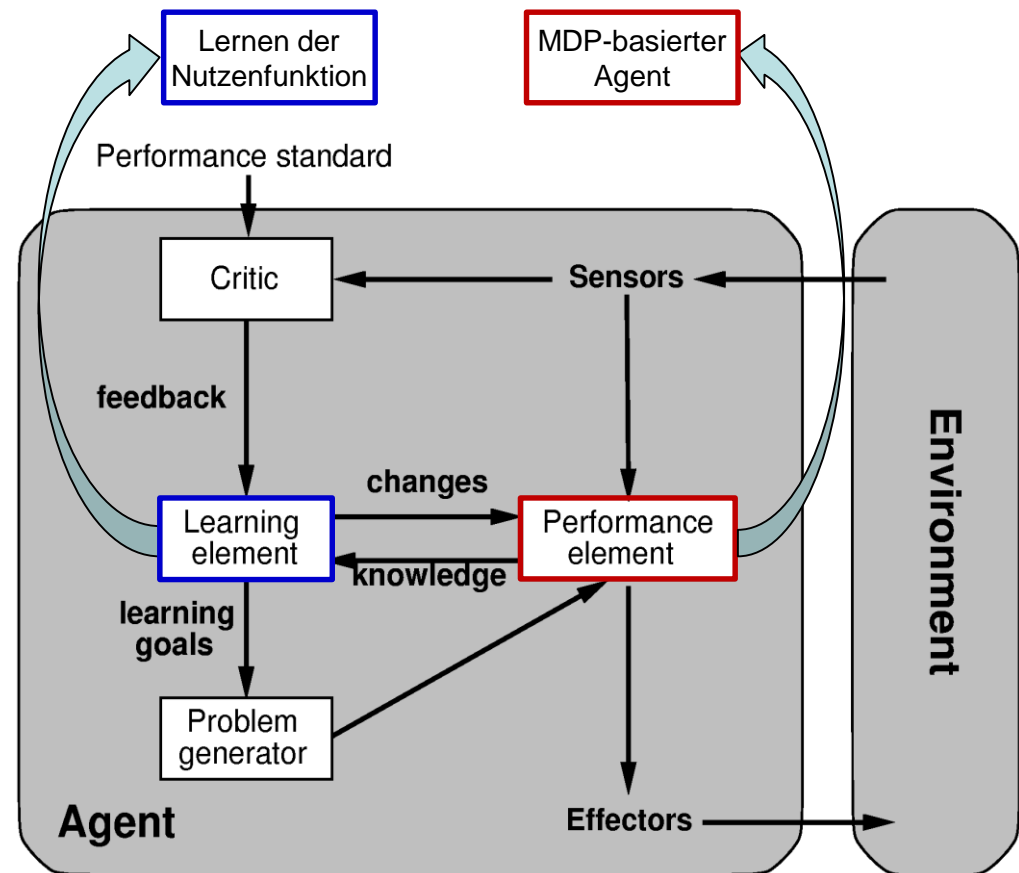 Lernen der
Nutzenfunktion
MDP-basierter
Agent
Performance standard
Critic
Sensors
feedback
changes
Learning
element
Performance
element
knowledge
learning
goals
Problem
generator
Agent
Effectors
Environment